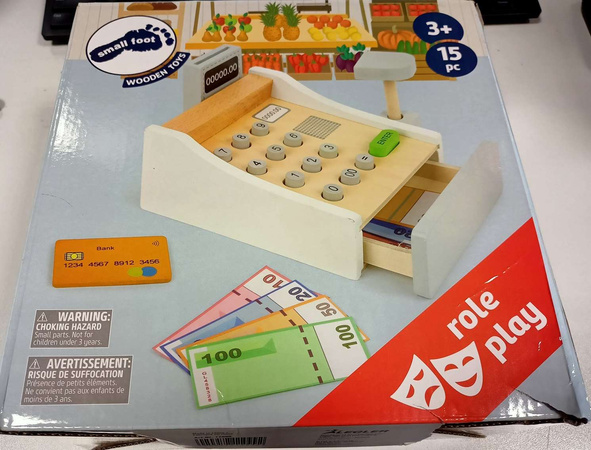 small foot
WOODEN TOYS
3+
15
pc
00000.00
0000.00
7
8
9
4
5
6
1
2
3
0
00
=
ENTER
Bank
1234 4567 8912 3456
WARNING:
CHOKING HAZARD
Small parts. Not for
children under 3 years.
AVERTISSEMENT:
RISQUE DE SUFFOCATION
Présence de petits éléments.
Ne convient pas aux enfants de
moins de 3 ans.
10
20
50
100
100
role
play